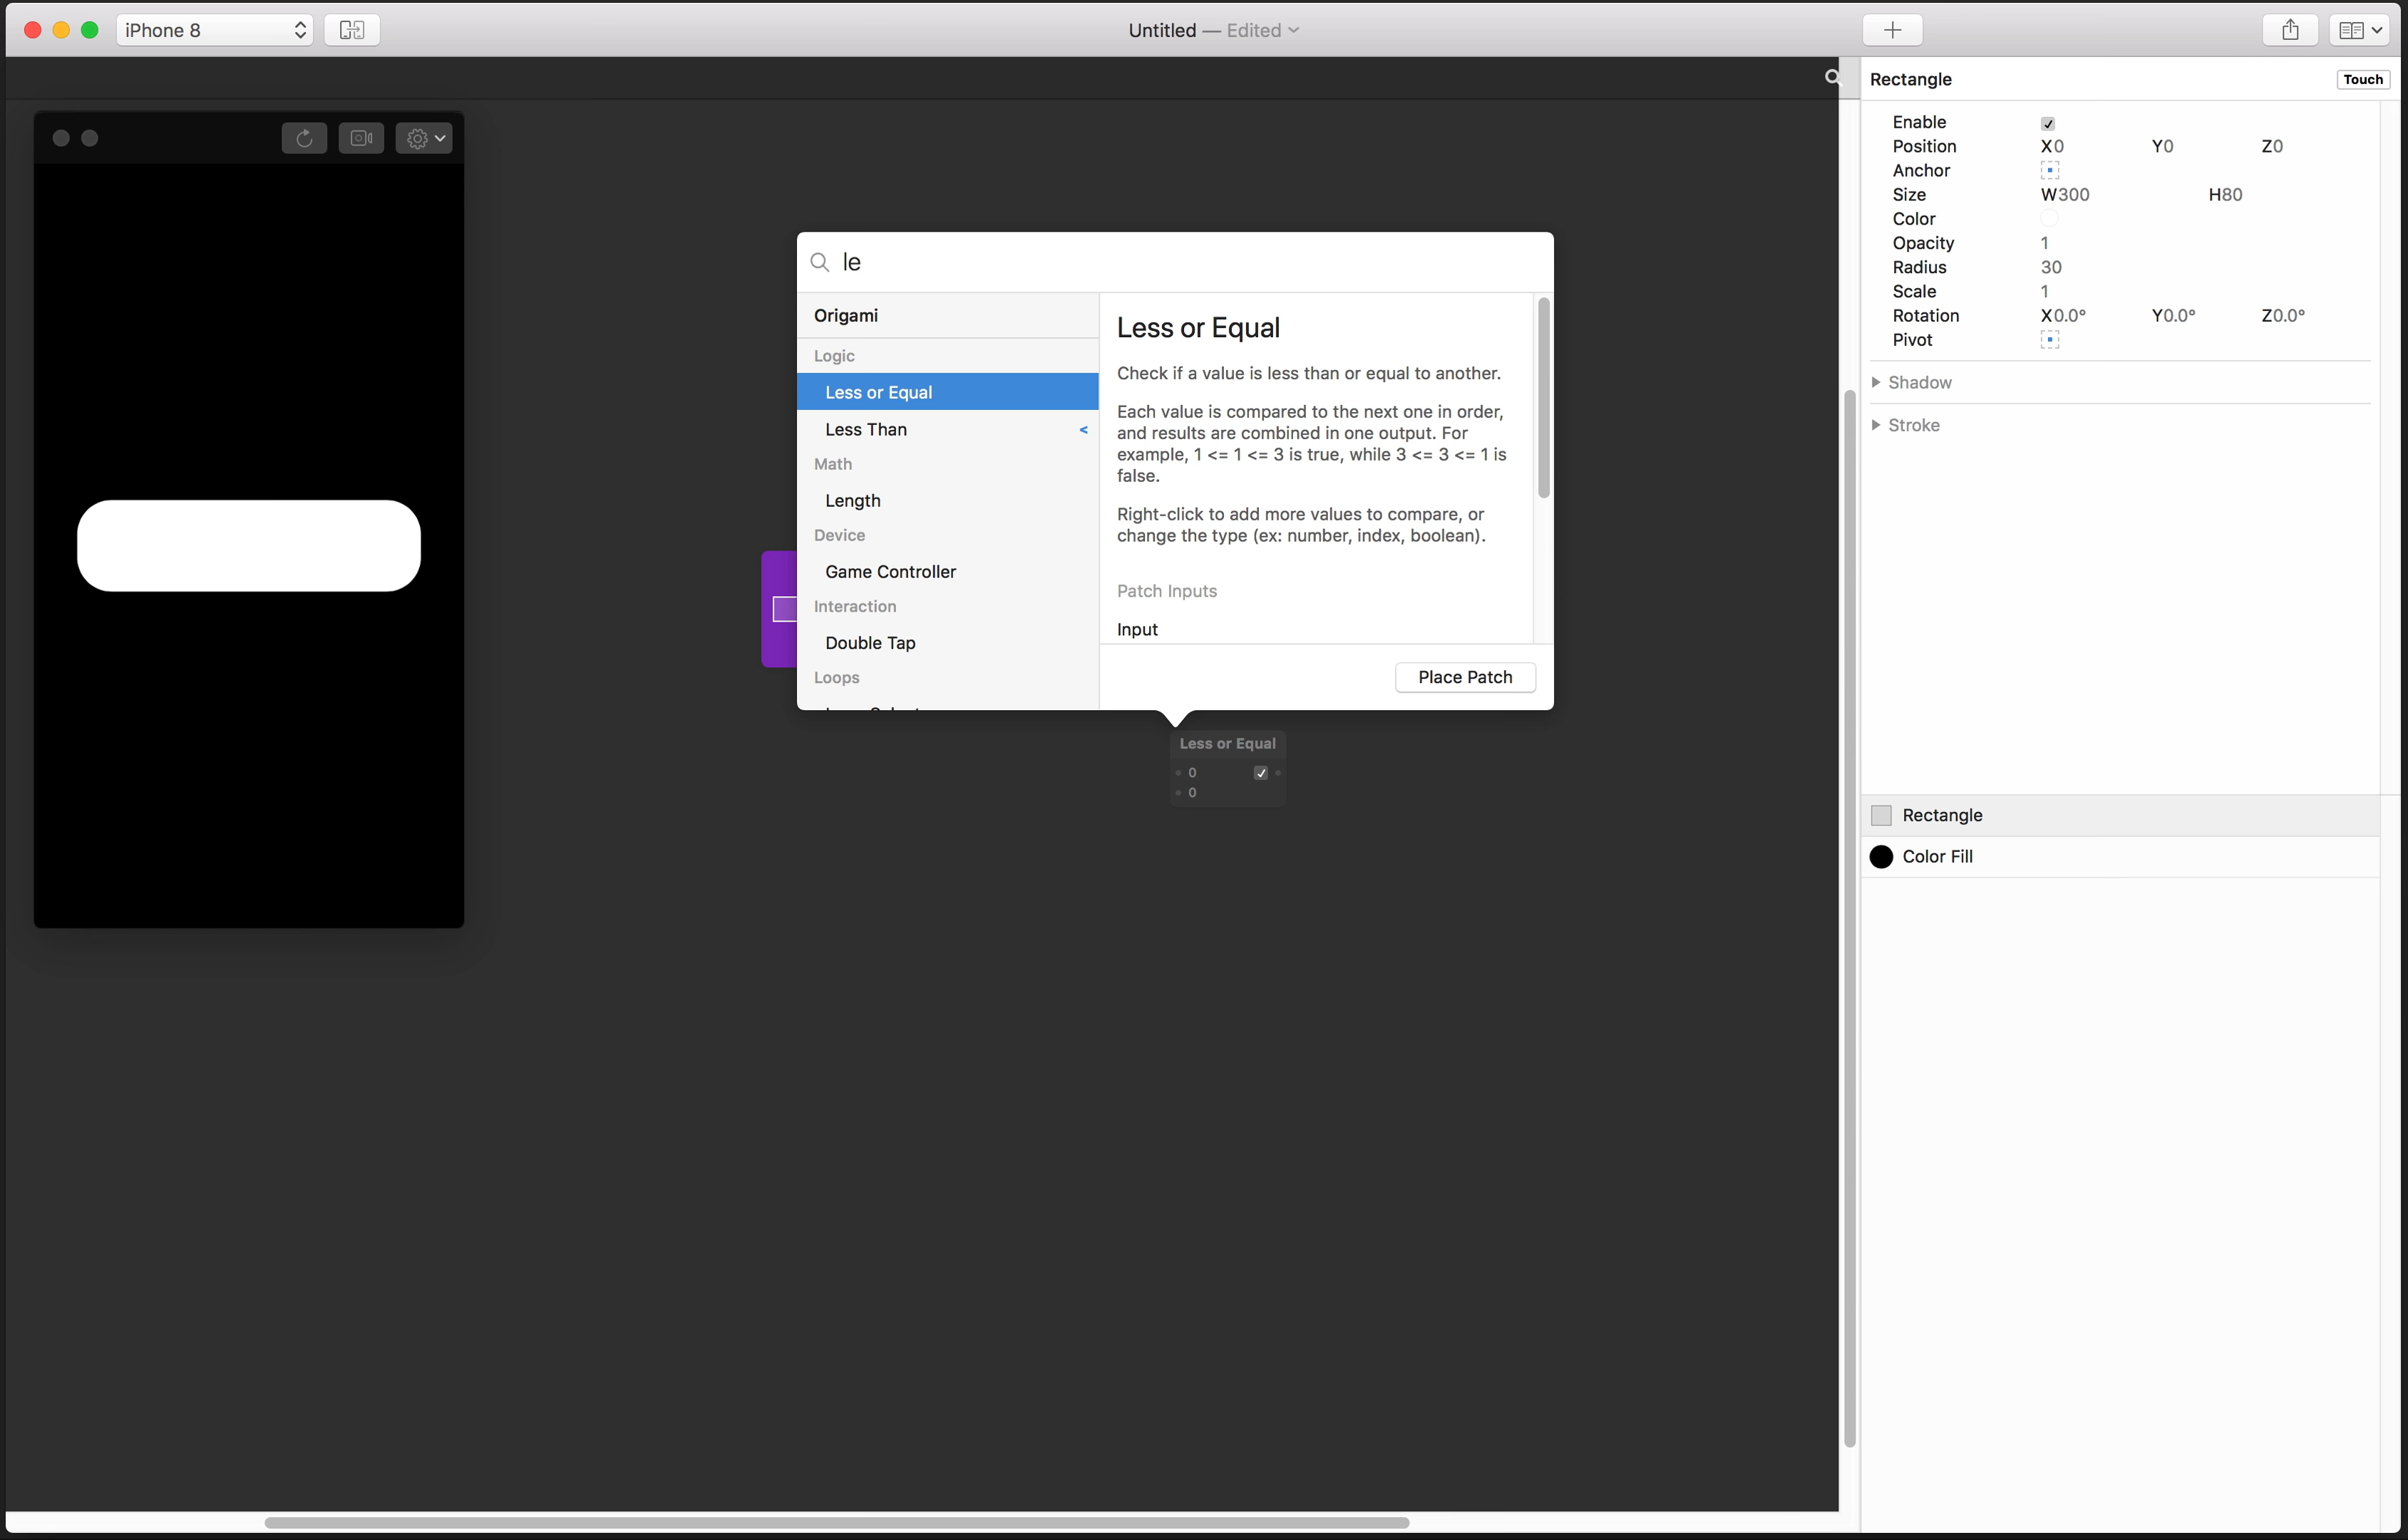 iPhone 8
Untitled — Edited
Rectangle
Touch
Enable
Position X0 Y0 Z0
Anchor
Size W300 H80
Color
Opacity 1
Radius 30
Scale 1
Rotation X0.0° Y0.0° Z0.0°
Pivot
Shadow
Stroke
Rectangle
Color Fill
le
Origami
Logic
Less or Equal
Less Than <
Math
Length
Device
Game Controller
Interaction
Double Tap
Loops
Less or Equal
Check if a value is less than or equal to another.
Each value is compared to the next one in order,
and results are combined in one output. For
example, 1 <= 1 <= 3 is true, while 3 <= 3 <= 1 is
false.
Right-click to add more values to compare, or
change the type (ex: number, index, boolean).
Patch Inputs
Input
Place Patch
Less or Equal
0
0